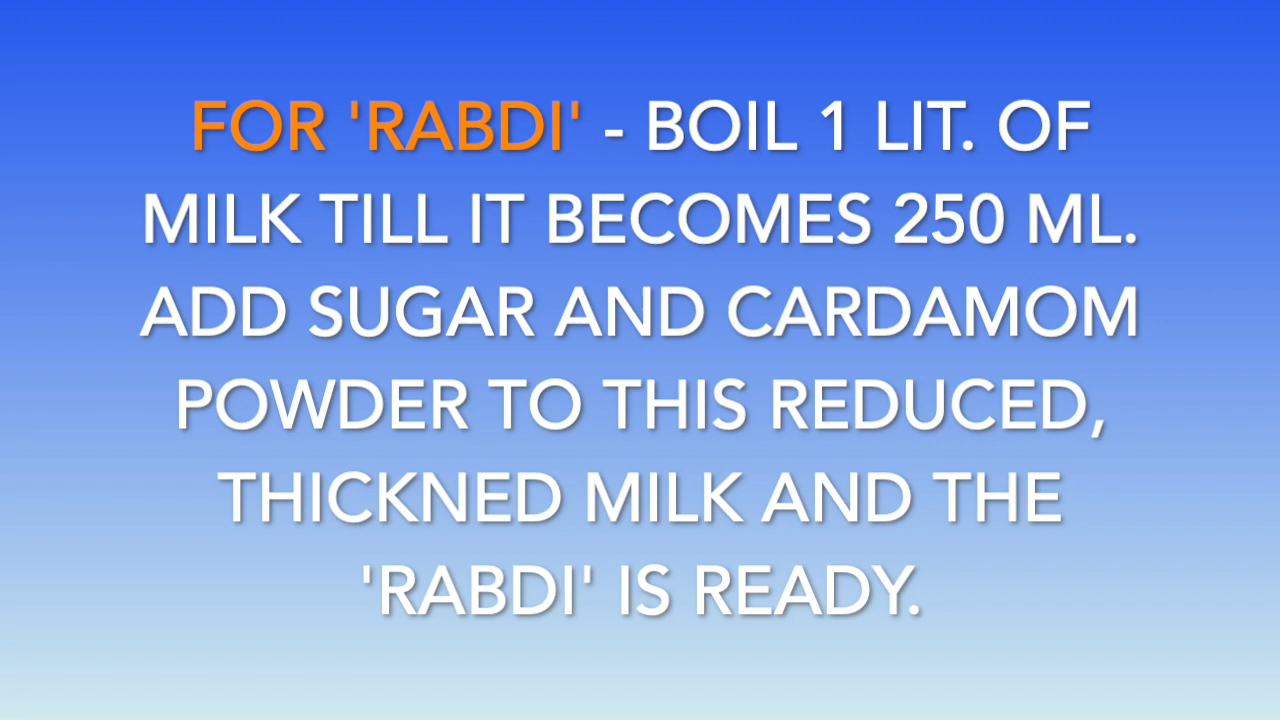 FOR 'RABDI' - BOIL 1 LIT. OF
MILK TILL IT BECOMES 250 ML.
ADD SUGAR AND CARDAMOM
POWDER TO THIS REDUCED,
THICKNED MILK AND THE
'RABDI' IS READY.